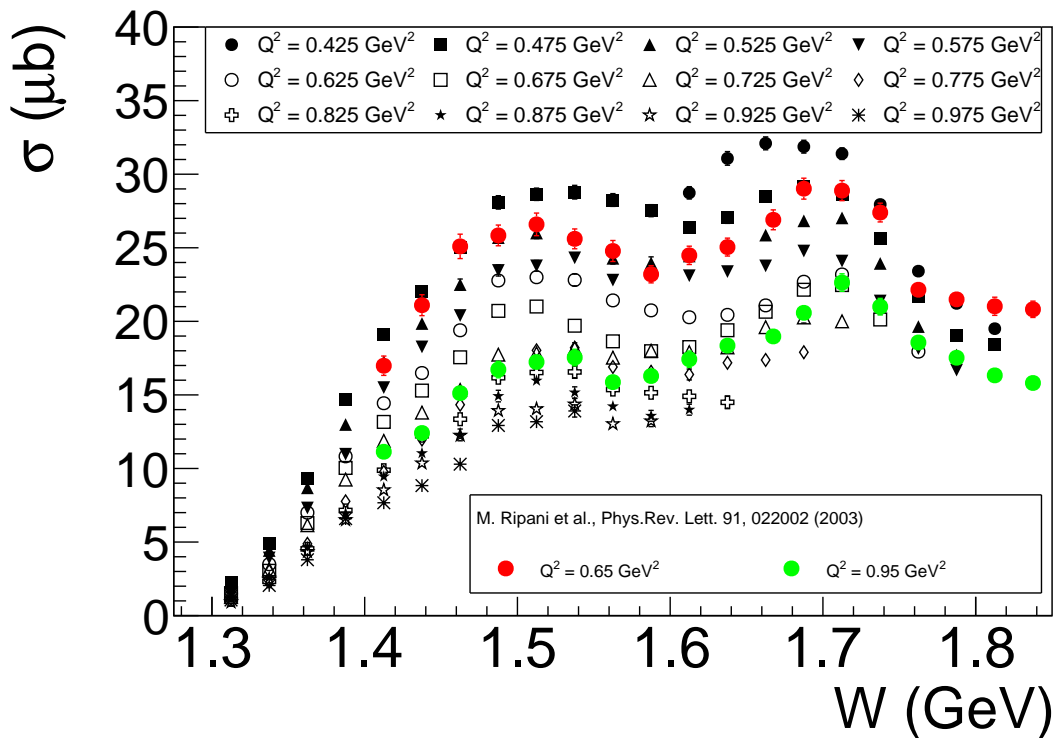 σ (μb)
40
35
30
25
20
15
10
5
0
Q² = 0.425 GeV² Q² = 0.475 GeV² Q² = 0.525 GeV² Q² = 0.575 GeV²
Q² = 0.625 GeV² Q² = 0.675 GeV² Q² = 0.725 GeV² Q² = 0.775 GeV²
Q² = 0.825 GeV² Q² = 0.875 GeV² Q² = 0.925 GeV² Q² = 0.975 GeV²
M. Ripani et al., Phys.Rev. Lett. 91, 022002 (2003)
Q² = 0.65 GeV² Q² = 0.95 GeV²
1.3 1.4 1.5 1.6 1.7 1.8
W (GeV)